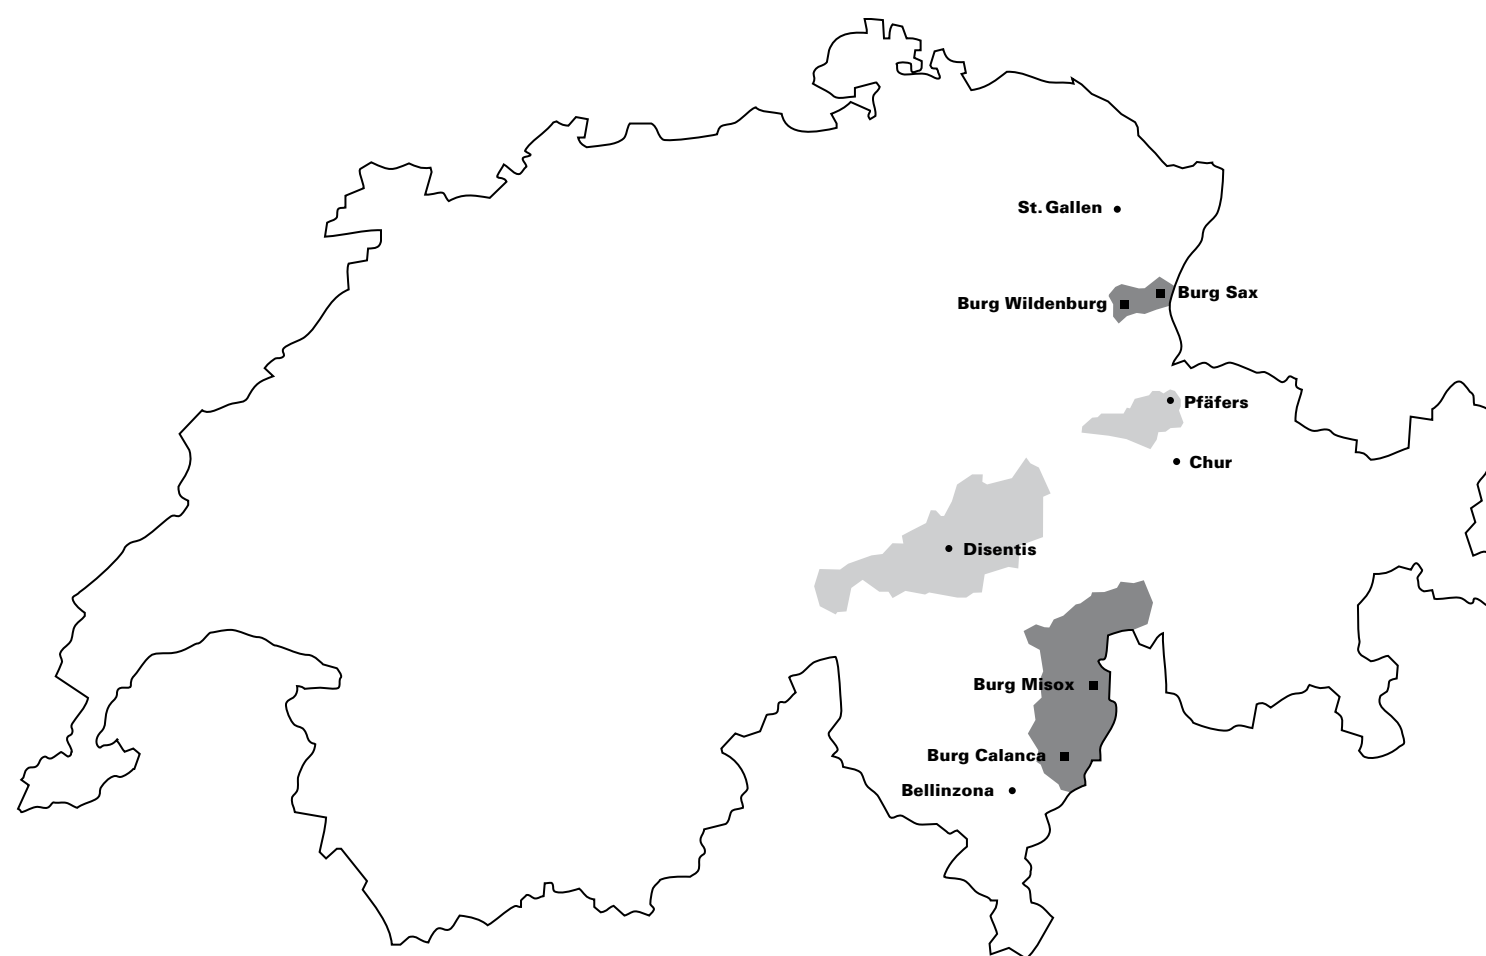 St. Gallen
Burg Sax
Burg Wildenburg
Pfäfers
Chur
Disentis
Burg Misox
Burg Calanca
Bellinzona